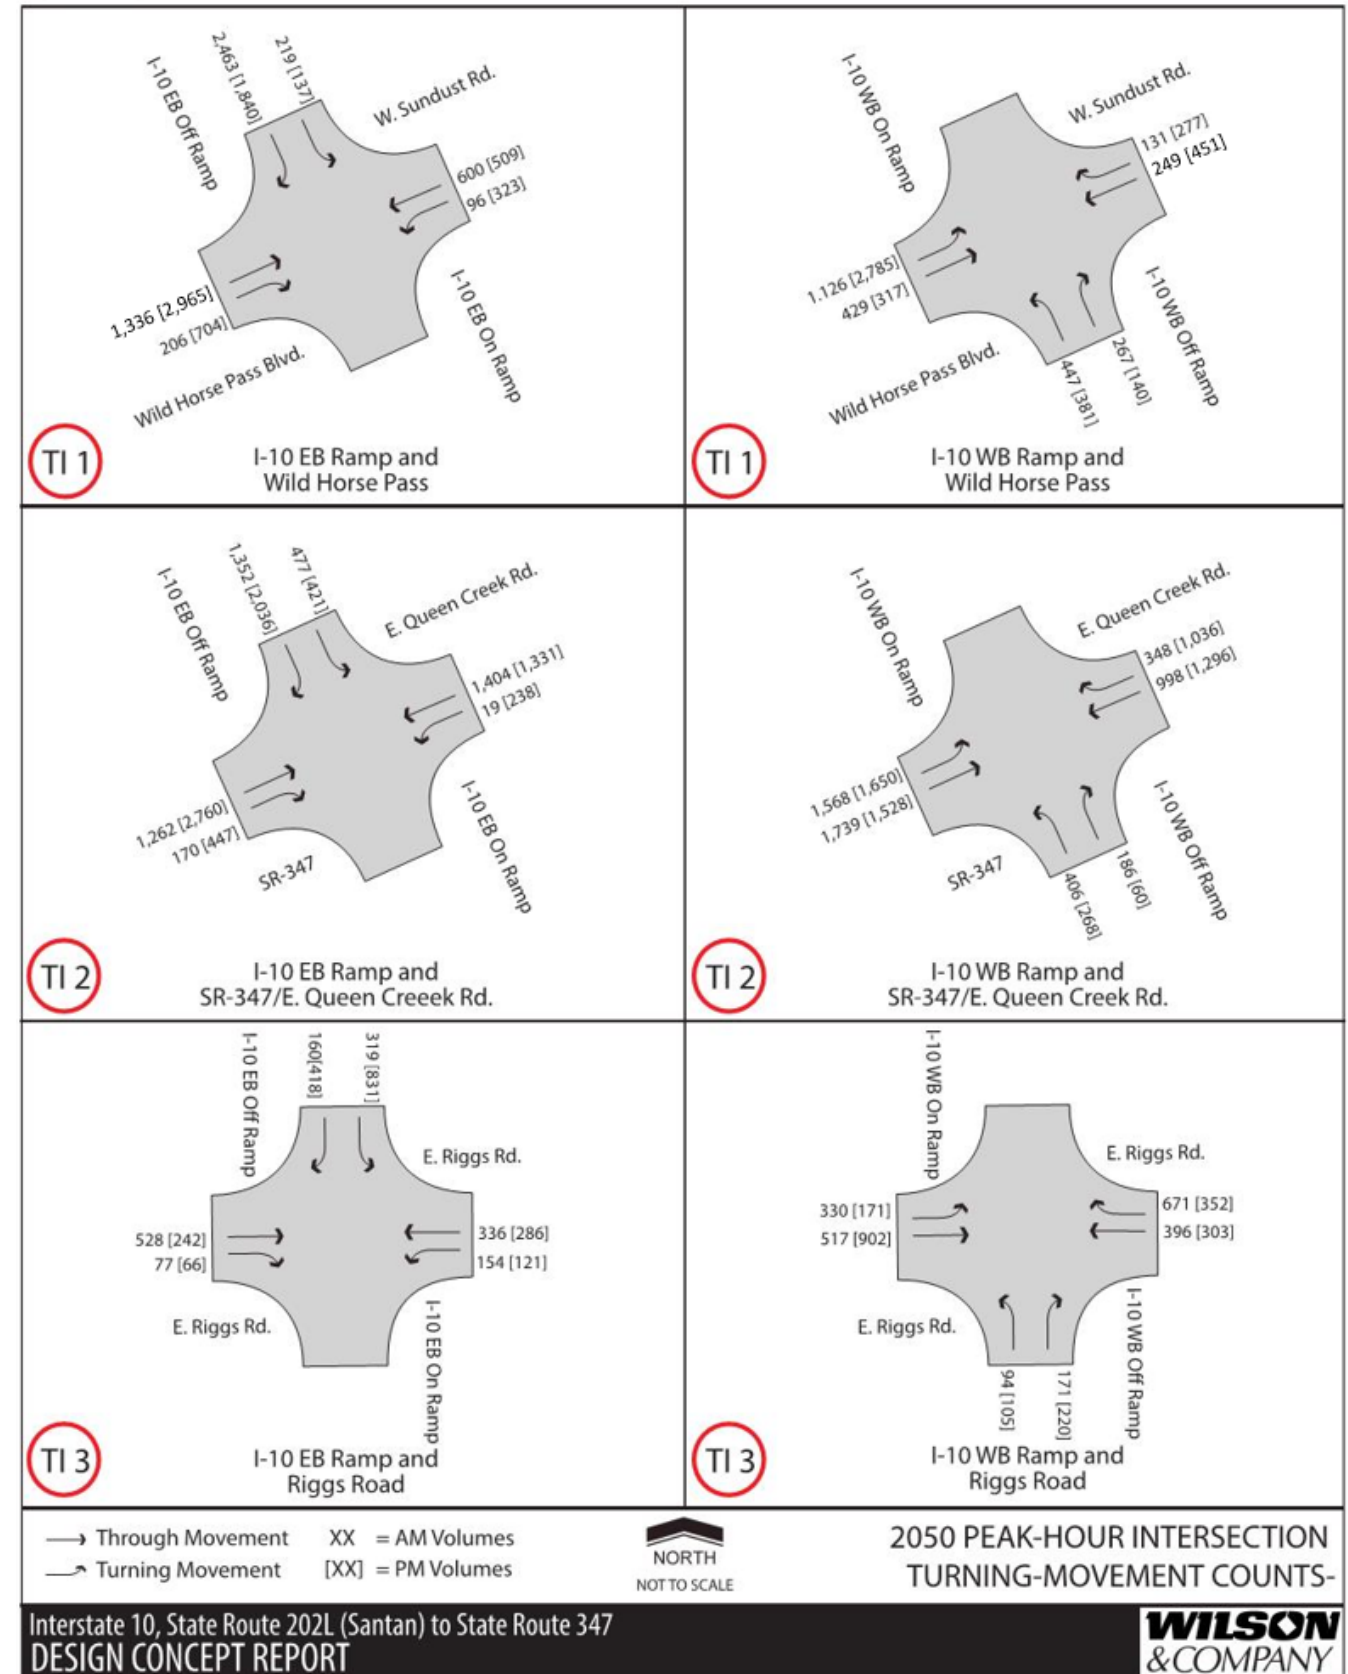 I-10 EB Off Ramp
2,463 [1,840]
219 [137]
W. Sundust Rd.
600 [509]
96 [323]
1,336 [2,965]
206 [704]
Wild Horse Pass Blvd.
I-10 EB On Ramp
TI 1
I-10 EB Ramp and
Wild Horse Pass
I-10 WB On Ramp
W. Sundust Rd.
131 [277]
249 [451]
1.126 [2,785]
429 [317]
Wild Horse Pass Blvd.
447 [381]
267 [140]
I-10 WB Off Ramp
TI 1
I-10 WB Ramp and
Wild Horse Pass
I-10 EB Off Ramp
1,352 [2,036]
477 [421]
E. Queen Creek Rd.
1,404 [1,331]
19 [238]
1,262 [2,760]
170 [447]
SR-347
I-10 EB On Ramp
TI 2
I-10 EB Ramp and
SR-347/E. Queen Creeek Rd.
I-10 WB On Ramp
E. Queen Creek Rd.
348 [1,036]
998 [1,296]
1,568 [1,650]
1,739 [1,528]
SR-347
406 [268]
186 [60]
I-10 WB Off Ramp
TI 2
I-10 WB Ramp and
SR-347/E. Queen Creek Rd.
I-10 EB Off Ramp
160[418]
319 [831]
E. Riggs Rd.
528 [242]
77 [66]
336 [286]
154 [121]
E. Riggs Rd.
I-10 EB On Ramp
TI 3
I-10 EB Ramp and
Riggs Road
I-10 WB On Ramp
E. Riggs Rd.
330 [171]
517 [902]
671 [352]
396 [303]
E. Riggs Rd.
94 [105]
171 [220]
I-10 WB Off Ramp
TI 3
I-10 WB Ramp and
Riggs Road
Through Movement
XX = AM Volumes
Turning Movement
[XX] = PM Volumes
NORTH
NOT TO SCALE
2050 PEAK-HOUR INTERSECTION
TURNING-MOVEMENT COUNTS-
Interstate 10, State Route 202L (Santan) to State Route 347
DESIGN CONCEPT REPORT
WILSON
&COMPANY